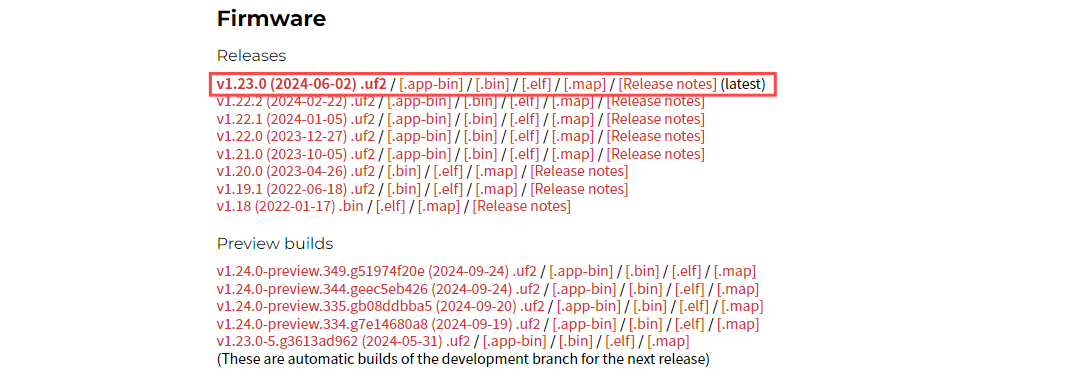 Firmware
Releases
v1.23.0 (2024-06-02) .uf2 / [.app-bin] / [.bin] / [.elf] / [.map] / [Release notes] (latest)
v1.22.2 (2024-02-22) .uf2 / [.app-bin] / [.bin] / [.elf] / [.map] / [Release notes]
v1.22.1 (2024-01-05) .uf2 / [.app-bin] / [.bin] / [.elf] / [.map] / [Release notes]
v1.22.0 (2023-12-27) .uf2 / [.app-bin] / [.bin] / [.elf] / [.map] / [Release notes]
v1.21.0 (2023-10-05) .uf2 / [.app-bin] / [.bin] / [.elf] / [.map] / [Release notes]
v1.20.0 (2023-04-26) .uf2 / [.bin] / [.elf] / [.map] / [Release notes]
v1.19.1 (2022-06-18) .uf2 / [.bin] / [.elf] / [.map] / [Release notes]
v1.18 (2022-01-17) .bin / [.elf] / [.map] / [Release notes]
Preview builds
v1.24.0-preview.349.g51974f20e (2024-09-24) .uf2 / [.app-bin] / [.bin] / [.elf] / [.map]
v1.24.0-preview.344.geec5eb426 (2024-09-24) .uf2 / [.app-bin] / [.bin] / [.elf] / [.map]
v1.24.0-preview.335.gb08ddbba5 (2024-09-20) .uf2 / [.app-bin] / [.bin] / [.elf] / [.map]
v1.24.0-preview.334.g7e14680a8 (2024-09-19) .uf2 / [.app-bin] / [.bin] / [.elf] / [.map]
v1.23.0-5.g3613ad962 (2024-05-31) .uf2 / [.app-bin] / [.bin] / [.elf] / [.map]
(These are automatic builds of the development branch for the next release)